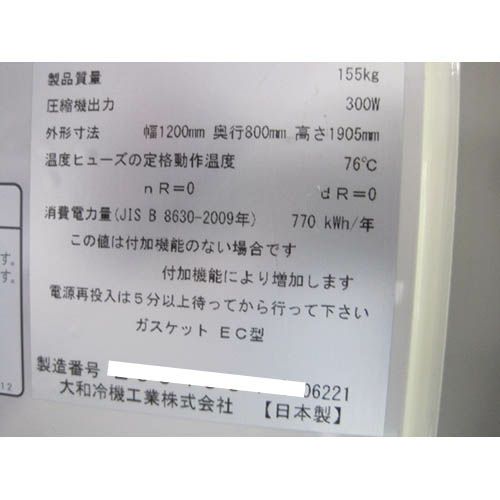 製品質量 155kg
圧縮機出力 300W
外形寸法 幅1200mm 奥行800mm 高さ1905mm
温度ヒューズの定格動作温度 76℃
nR=0 dR=0
消費電力量(JIS B 8630-2009年) 770 kWh/年
この値は付加機能のない場合です
付加機能により増加します
電源再投入は5分以上待ってから行って下さい
ガスケット EC型
製造番号 06221
大和冷機工業株式会社 【日本製】
す。
す。
12